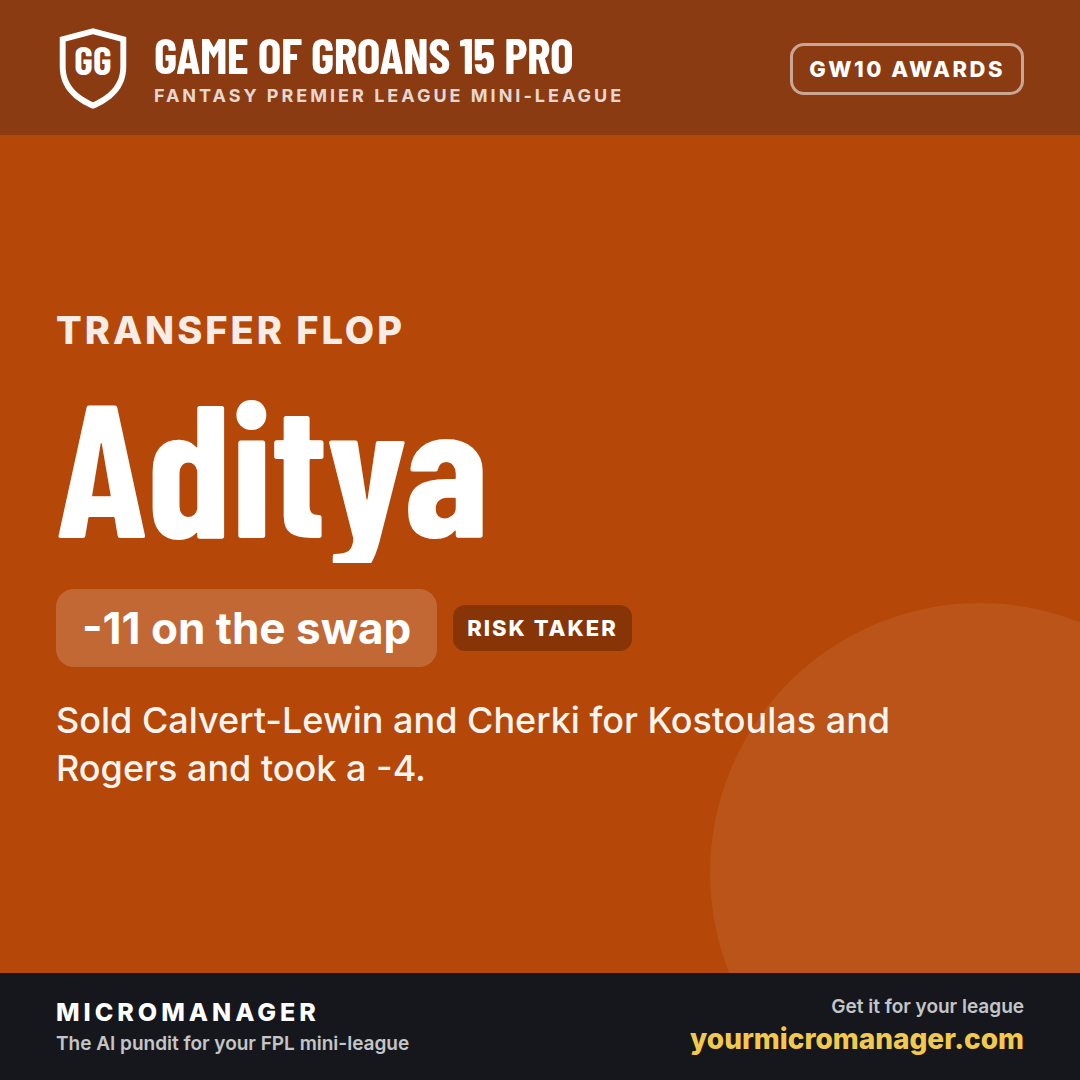 GG
GAME OF GROANS 15 PRO
FANTASY PREMIER LEAGUE MINI-LEAGUE
GW10 AWARDS
TRANSFER FLOP
Aditya
-11 on the swap
RISK TAKER
Sold Calvert-Lewin and Cherki for Kostoulas and
Rogers and took a -4.
MICROMANAGER
The AI pundit for your FPL mini-league
Get it for your league
yourmicromanager.com